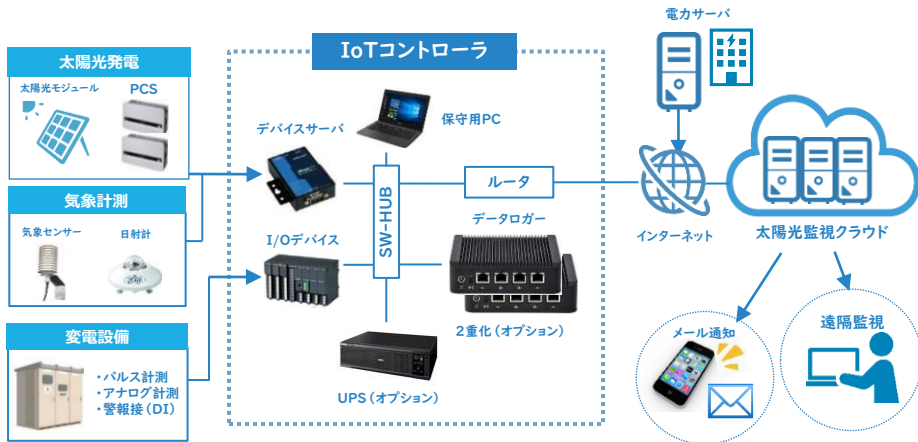 太陽光発電
太陽光モジュール
PCS
気象計測
気象センサー
日射計
変電設備
・パルス計測
・アナログ計測
・警報接（DI）
IoTコントローラ
保守用PC
デバイスサーバ
I/Oデバイス
SW-HUB
ルータ
データロガー
2重化（オプション）
UPS（オプション）
電力サーバ
インターネット
太陽光監視クラウド
メール通知
遠隔監視